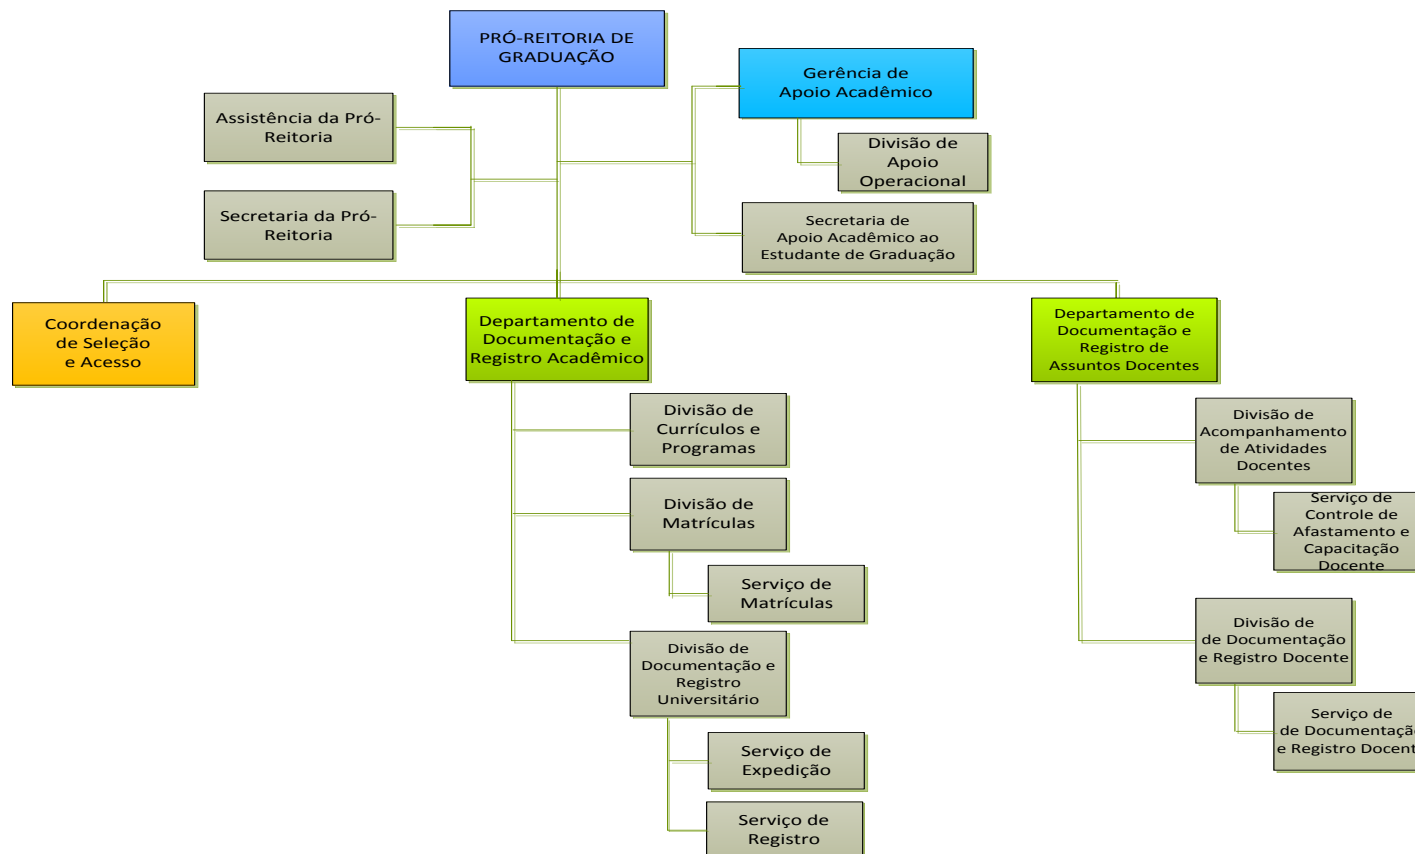 PRÓ-REITORIA DE
GRADUAÇÃO
Gerência de
Apoio Acadêmico
Assistência da Pró-
Reitoria
Divisão de
Apoio
Operacional
Secretaria da Pró-
Reitoria
Secretaria de
Apoio Acadêmico ao
Estudante de Graduação
Coordenação
de Seleção
e Acesso
Departamento de
Documentação e
Registro Acadêmico
Departamento de
Documentação e
Registro de
Assuntos Docentes
Divisão de
Currículos e
Programas
Divisão de
Matrículas
Serviço de
Matrículas
Divisão de
Documentação e
Registro
Universitário
Serviço de
Expedição
Serviço de
Registro
Divisão de
Acompanhamento
de Atividades
Docentes
Serviço de
Controle de
Afastamento e
Capacitação
Docente
Divisão de
de Documentação
e Registro Docente
Serviço de
de Documentação
e Registro Docent